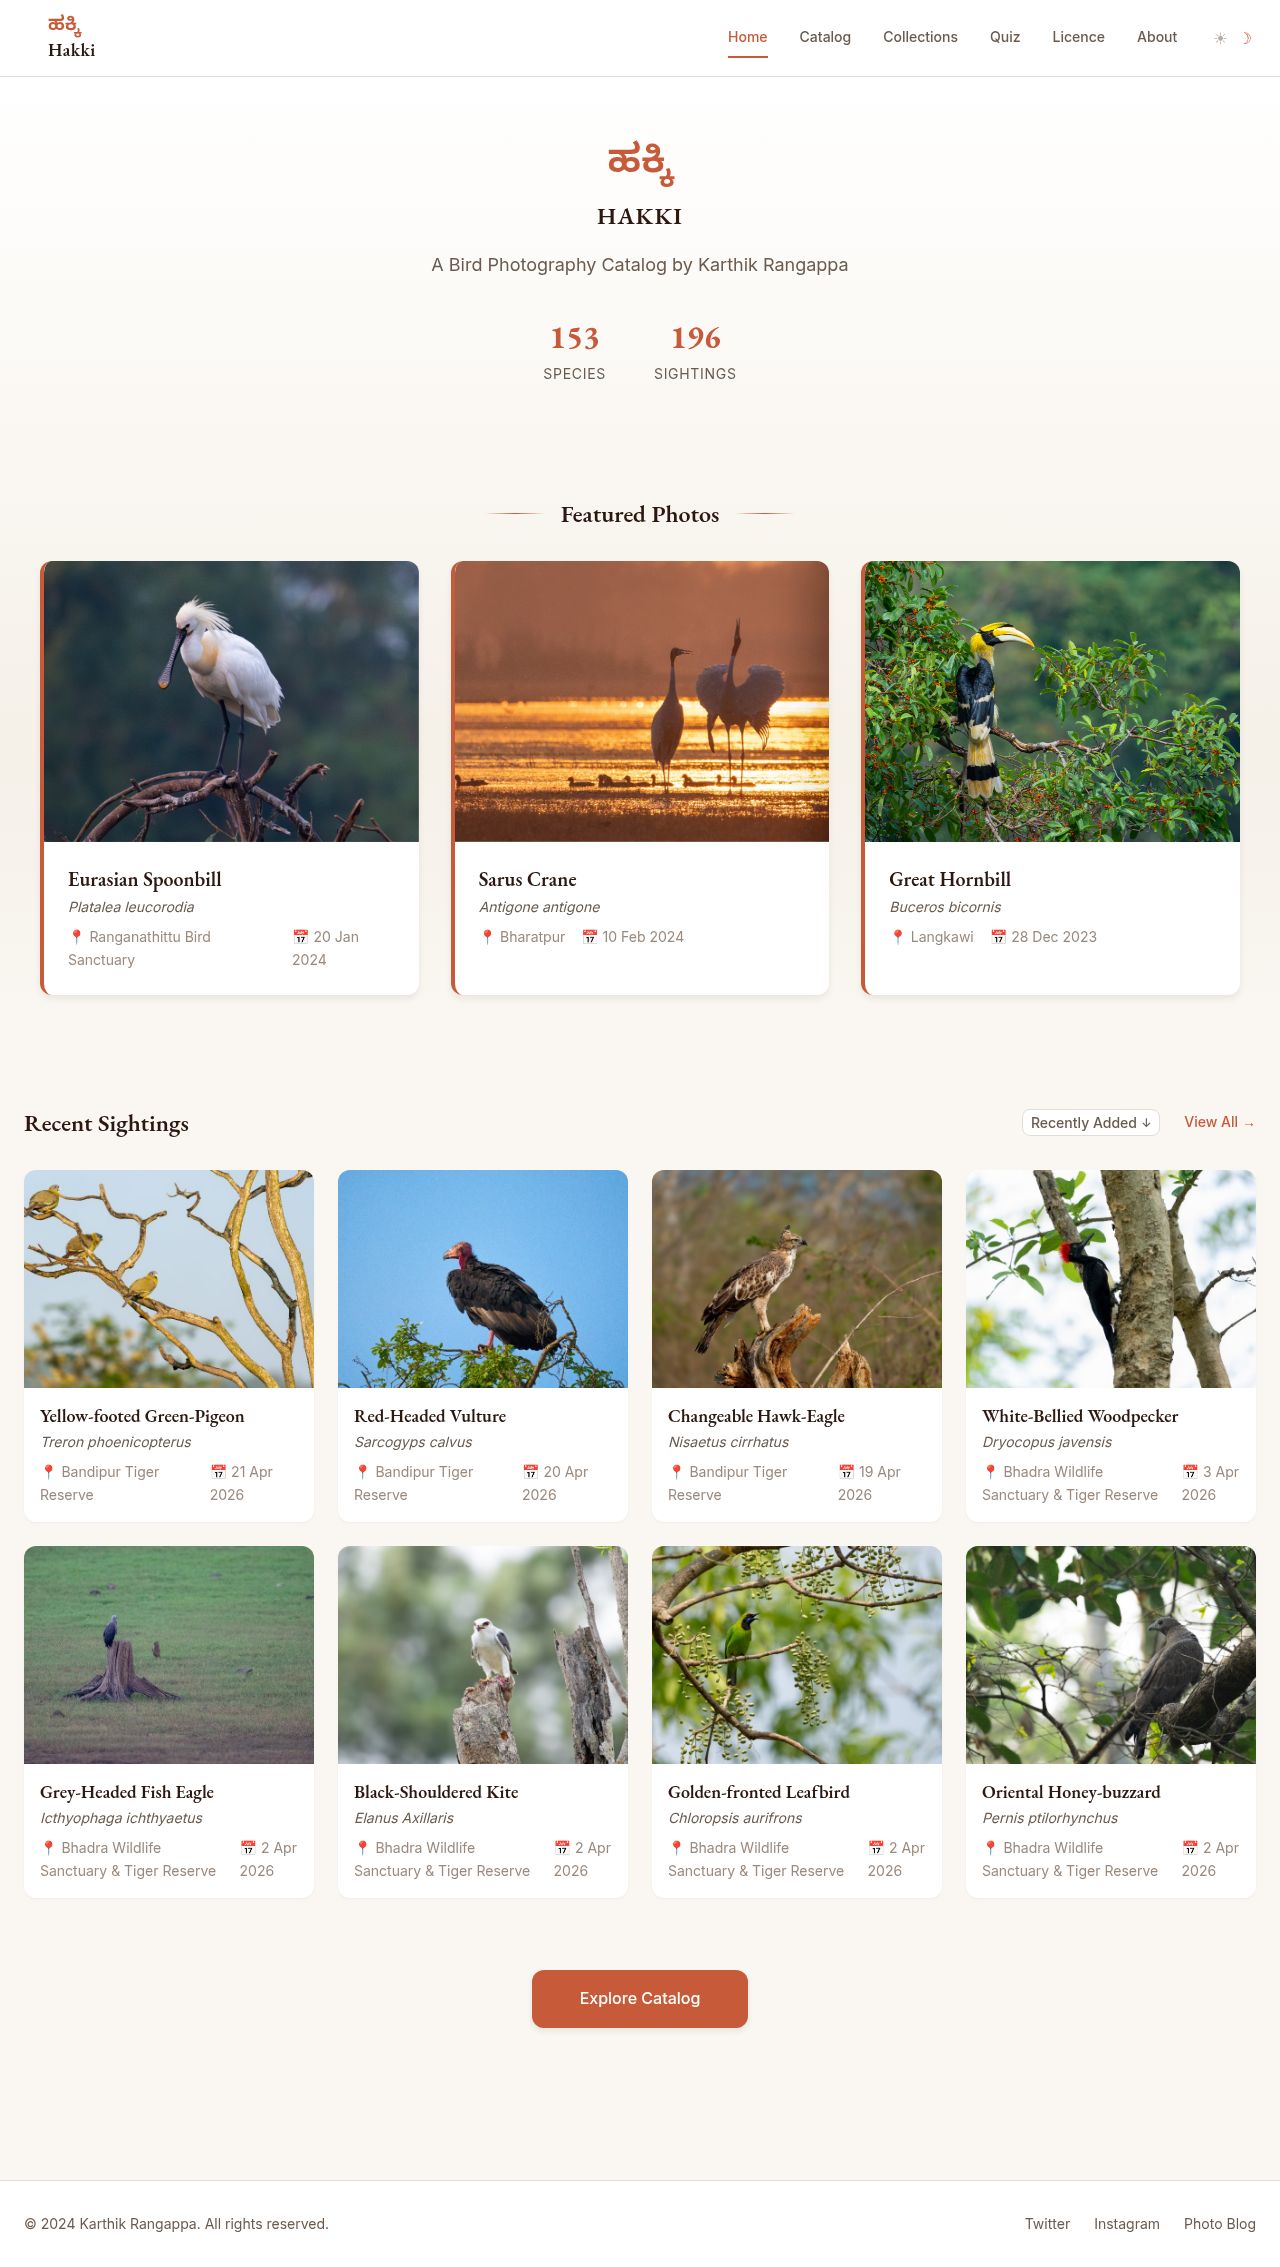 ಹಕ್ಕಿ
Hakki
Home Catalog Collections Quiz Licence About
ಹಕ್ಕಿ
HAKKI
A Bird Photography Catalog by Karthik Rangappa
153 196
SPECIES SIGHTINGS
Featured Photos
Eurasian Spoonbill
Platalea leucorodia
📍 Ranganathittu Bird Sanctuary
📅 20 Jan 2024
Sarus Crane
Antigone antigone
📍 Bharatpur 📅 10 Feb 2024
Great Hornbill
Buceros bicornis
📍 Langkawi 📅 28 Dec 2023
Recent Sightings
Recently Added ↓ View All →
Yellow-footed Green-Pigeon
Treron phoenicopterus
📍 Bandipur Tiger Reserve
📅 21 Apr 2026
Red-Headed Vulture
Sarcogyps calvus
📍 Bandipur Tiger Reserve
📅 20 Apr 2026
Changeable Hawk-Eagle
Nisaetus cirrhatus
📍 Bandipur Tiger Reserve
📅 19 Apr 2026
White-Bellied Woodpecker
Dryocopus javensis
📍 Bhadra Wildlife Sanctuary & Tiger Reserve
📅 3 Apr 2026
Grey-Headed Fish Eagle
Icthyophaga ichthyaetus
📍 Bhadra Wildlife Sanctuary & Tiger Reserve
📅 2 Apr 2026
Black-Shouldered Kite
Elanus Axillaris
📍 Bhadra Wildlife Sanctuary & Tiger Reserve
📅 2 Apr 2026
Golden-fronted Leafbird
Chloropsis aurifrons
📍 Bhadra Wildlife Sanctuary & Tiger Reserve
📅 2 Apr 2026
Oriental Honey-buzzard
Pernis ptilorhynchus
📍 Bhadra Wildlife Sanctuary & Tiger Reserve
📅 2 Apr 2026
Explore Catalog
© 2024 Karthik Rangappa. All rights reserved.
Twitter Instagram Photo Blog